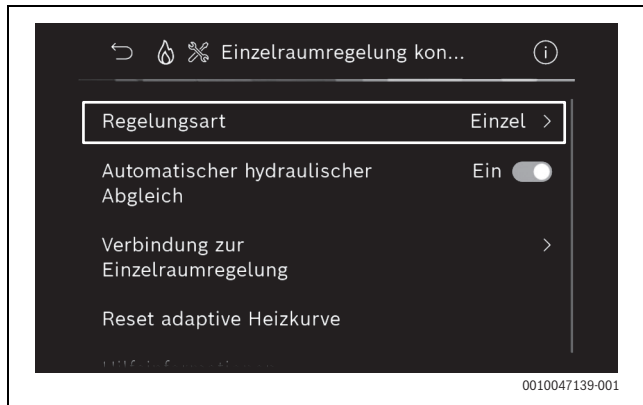 Einzelraumregelung kon...
Regelungsart Einzel >
Automatischer hydraulischer Ein
Abgleich
Verbindung zur >
Einzelraumregelung
Reset adaptive Heizkurve
0010047139-001